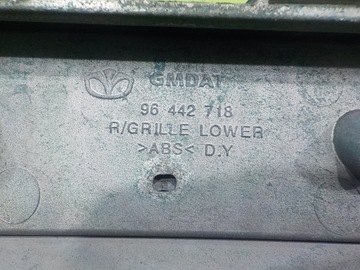 GMDAT
96 442 718
R/GRILLE LOWER
>ABS< D.Y